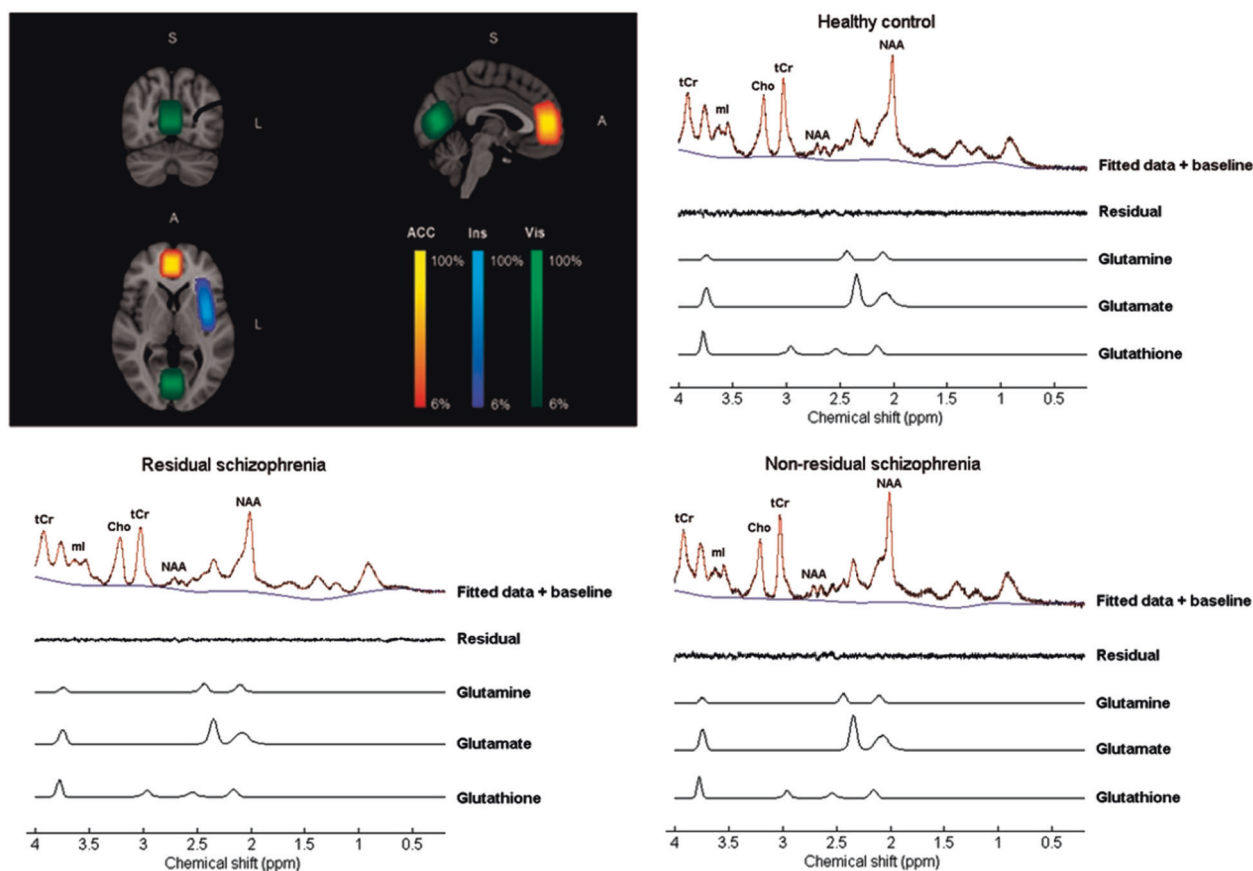 S
S
L
A
A
L
ACC Ins Vis
100% 100% 100%
6% 6% 6%
Healthy control
NAA
tCr
tCr
Cho
mI
NAA
Fitted data + baseline
Residual
Glutamine
Glutamate
Glutathione
4 3.5 3 2.5 2 1.5 1 0.5
Chemical shift (ppm)
Residual schizophrenia
NAA
tCr
tCr
Cho
mI
NAA
Fitted data + baseline
Residual
Glutamine
Glutamate
Glutathione
4 3.5 3 2.5 2 1.5 1 0.5
Chemical shift (ppm)
Non-residual schizophrenia
NAA
tCr
tCr
Cho
mI
NAA
Fitted data + baseline
Residual
Glutamine
Glutamate
Glutathione
4 3.5 3 2.5 2 1.5 1 0.5
Chemical shift (ppm)